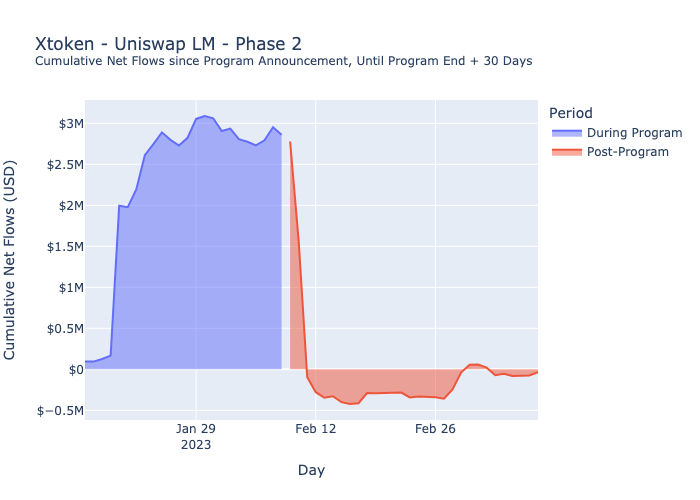 Xtoken - Uniswap LM - Phase 2
Cumulative Net Flows since Program Announcement, Until Program End + 30 Days
Period
During Program
Post-Program
Cumulative Net Flows (USD)
$3M
$2.5M
$2M
$1.5M
$1M
$0.5M
$0
$−0.5M
Jan 29
2023
Feb 12
Feb 26
Day